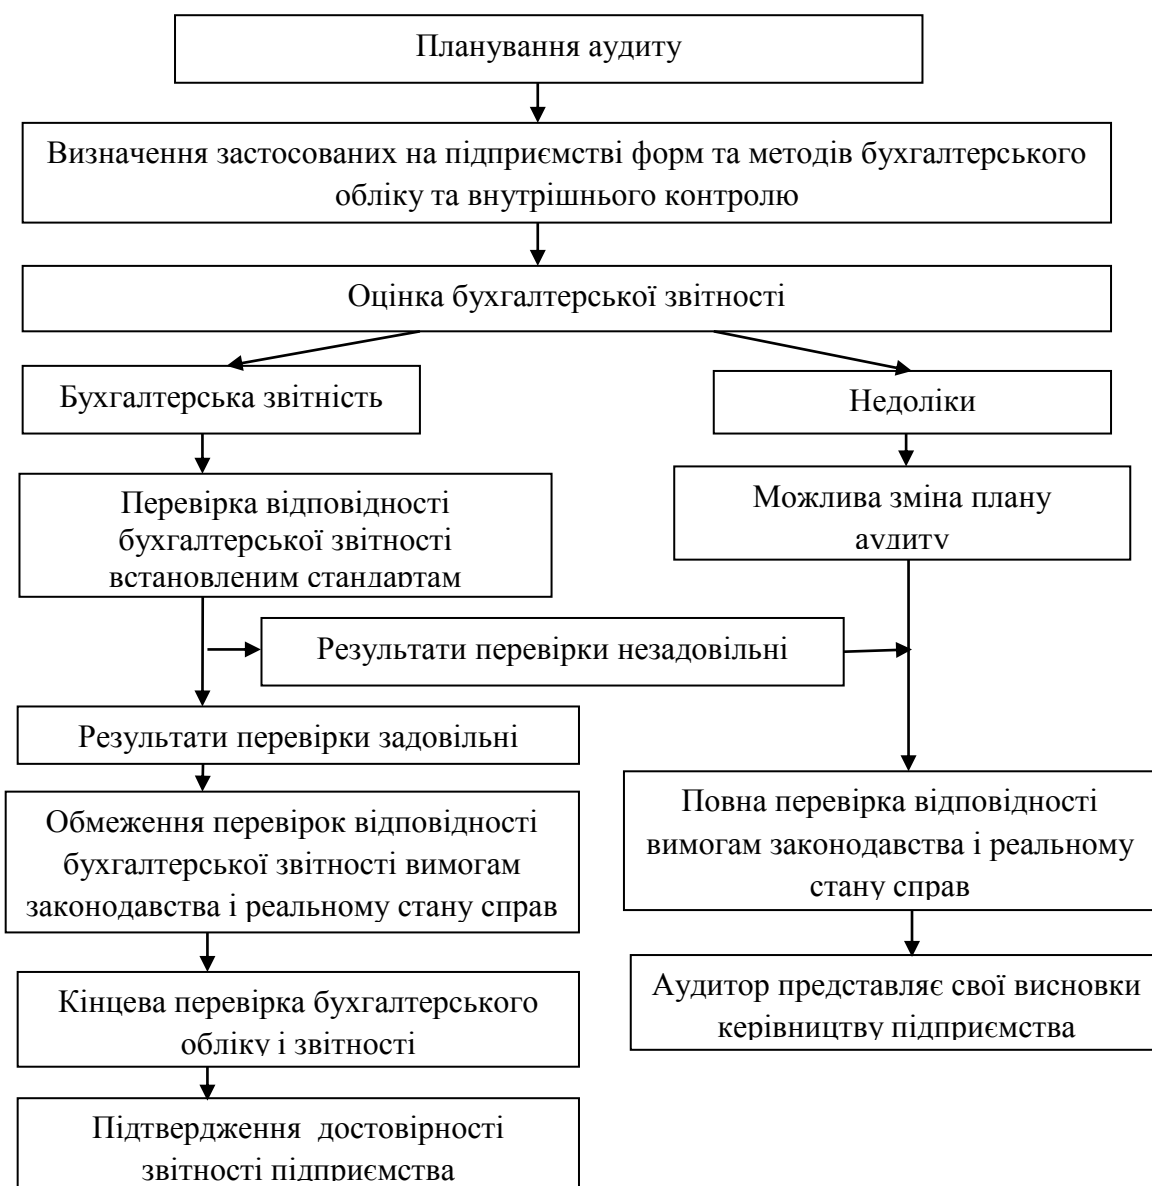 Планування аудиту
Визначення застосованих на підприємстві форм та методів бухгалтерського
обліку та внутрішнього контролю
Оцінка бухгалтерської звітності
Бухгалтерська звітність
Недоліки
Перевірка відповідності
бухгалтерської звітності
встановленим стандартам
Можлива зміна плану
аудиту
Результати перевірки незадовільні
Результати перевірки задовільні
Обмеження перевірок відповідності
бухгалтерської звітності вимогам
законодавства і реальному стану справ
Повна перевірка відповідності
вимогам законодавства і реальному
стану справ
Кінцева перевірка бухгалтерського
обліку і звітності
Аудитор представляє свої висновки
керівництву підприємства
Підтвердження  достовірності
звітності підприємства